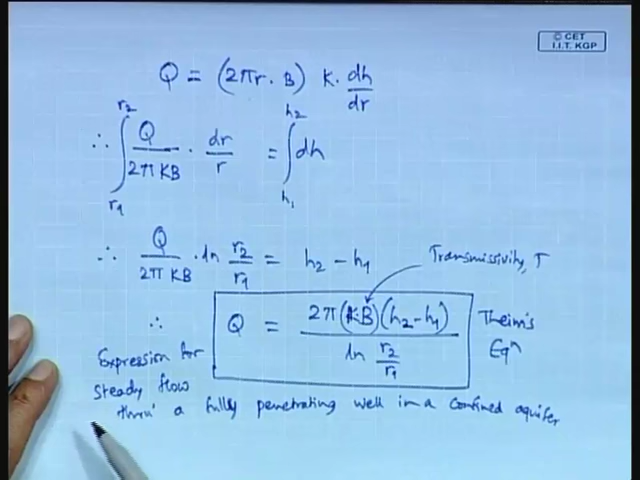 © CET
I.I.T. KGP
Q = (2πr · B) K · dh/dr
∴ ∫_{r1}^{r2} Q/2πKB · dr/r = ∫_{h1}^{h2} dh
∴ Q/2πKB · ln r2/r1 = h2 − h1
Transmissivity, T
∴ Q = 2π(KB)(h2 − h1) / ln r2/r1
Theim's
Eqn
Expression for
steady flow
thru' a fully penetrating well in a confined aquifer